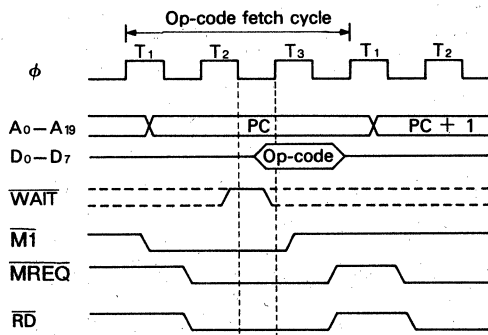 Op-code fetch cycle
T1 T2 T3 T1 T2
φ
A0–A19 PC PC + 1
D0–D7 Op-code
WAIT
M1
MREQ
RD